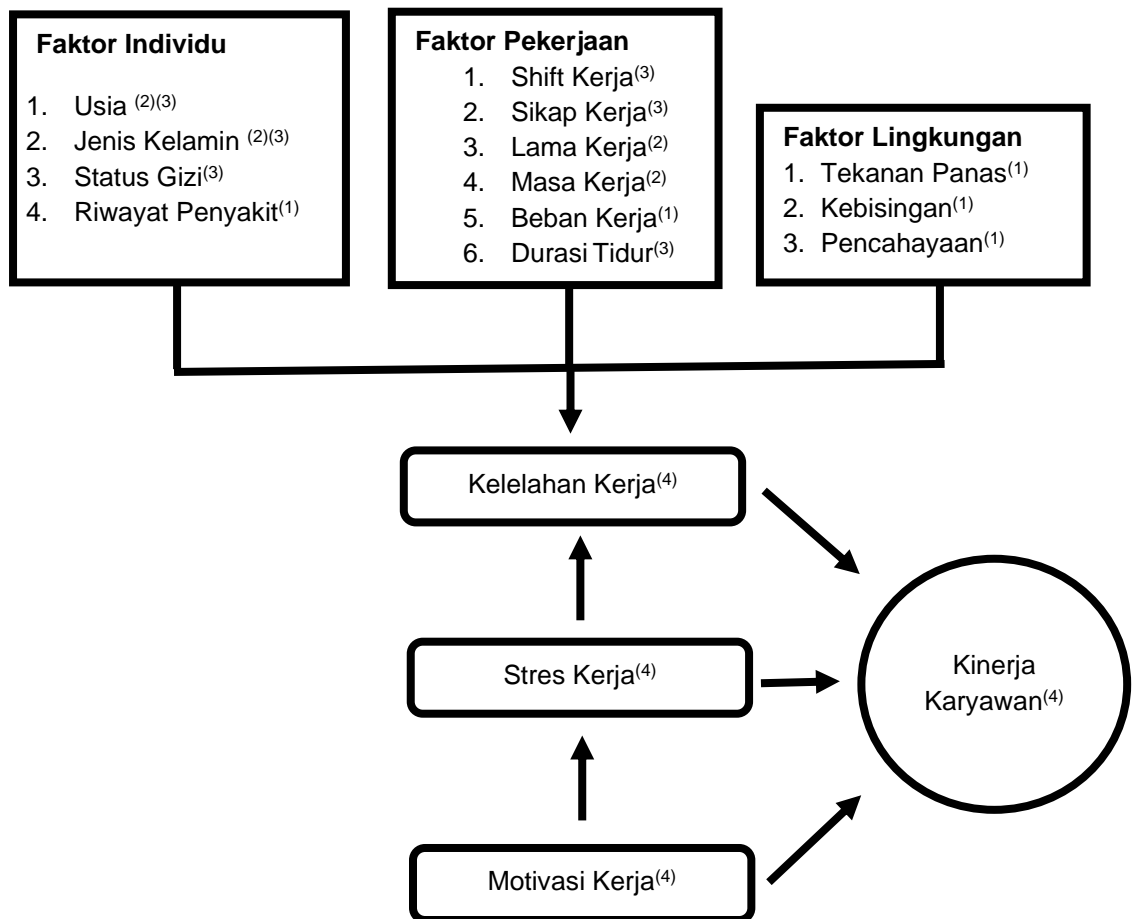 Faktor Individu
1. Usia (2)(3)
2. Jenis Kelamin (2)(3)
3. Status Gizi(3)
4. Riwayat Penyakit(1)
Faktor Pekerjaan
1. Shift Kerja(3)
2. Sikap Kerja(3)
3. Lama Kerja(2)
4. Masa Kerja(2)
5. Beban Kerja(1)
6. Durasi Tidur(3)
Faktor Lingkungan
1. Tekanan Panas(1)
2. Kebisingan(1)
3. Pencahayaan(1)
Kelelahan Kerja(4)
Stres Kerja(4)
Kinerja
Karyawan(4)
Motivasi Kerja(4)